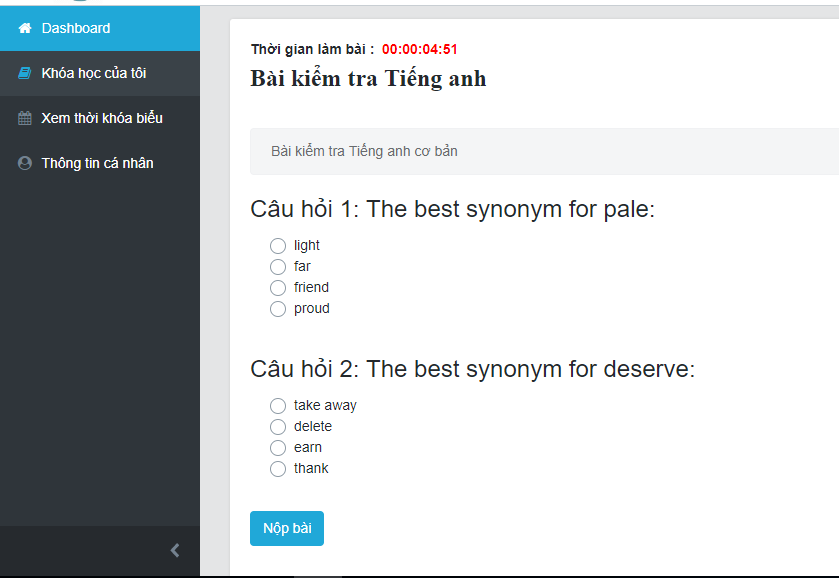 Dashboard
Khóa học của tôi
Xem thời khóa biểu
Thông tin cá nhân
Thời gian làm bài : 00:00:04:51
Bài kiểm tra Tiếng anh
Bài kiểm tra Tiếng anh cơ bản
Câu hỏi 1: The best synonym for pale:
light
far
friend
proud
Câu hỏi 2: The best synonym for deserve:
take away
delete
earn
thank
Nộp bài